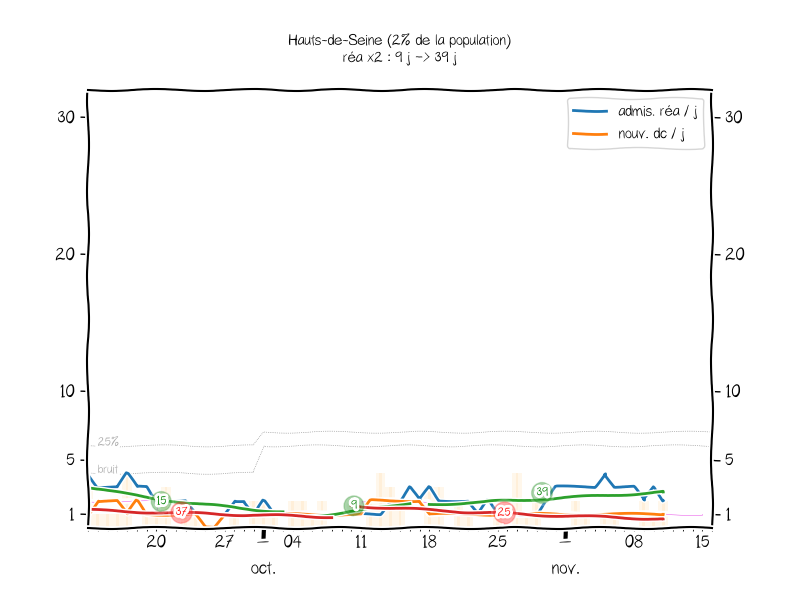 Hauts-de-Seine (2% de la population)
réa x2 : 9 j -> 39 j
admis. réa / j
nouv. dc / j
30
30
20
20
10
10
25%
5
5
bruit
39
15
9
37
25
1
1
20 27 04 11 18 25 08 15
oct. nov.